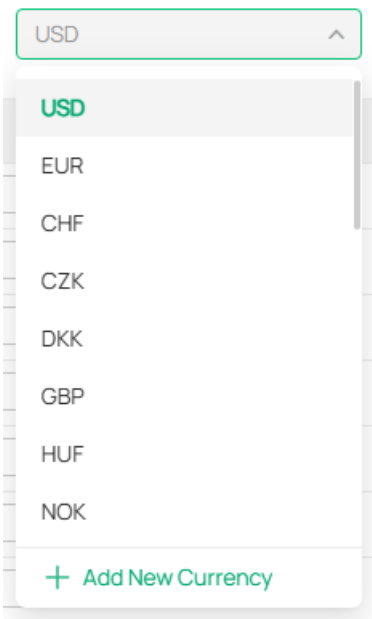 USD
USD
EUR
CHF
CZK
DKK
GBP
HUF
NOK
Add New Currency